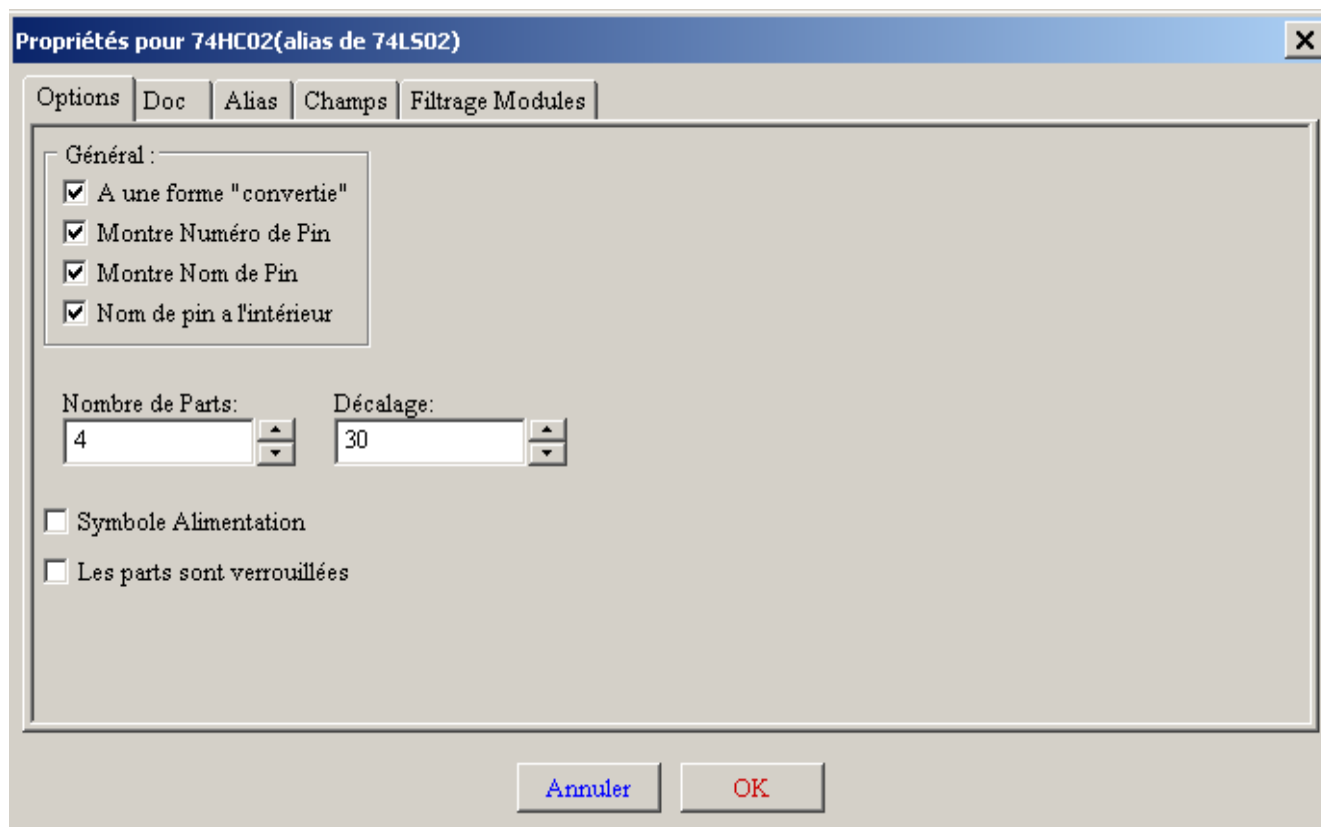 Propriétés pour 74HC02(alias de 74LS02)
Options Doc Alias Champs Filtrage Modules
Général :
A une forme "convertie"
Montre Numéro de Pin
Montre Nom de Pin
Nom de pin a l'intérieur
Nombre de Parts: Décalage:
4 30
Symbole Alimentation
Les parts sont verrouillées
Annuler OK